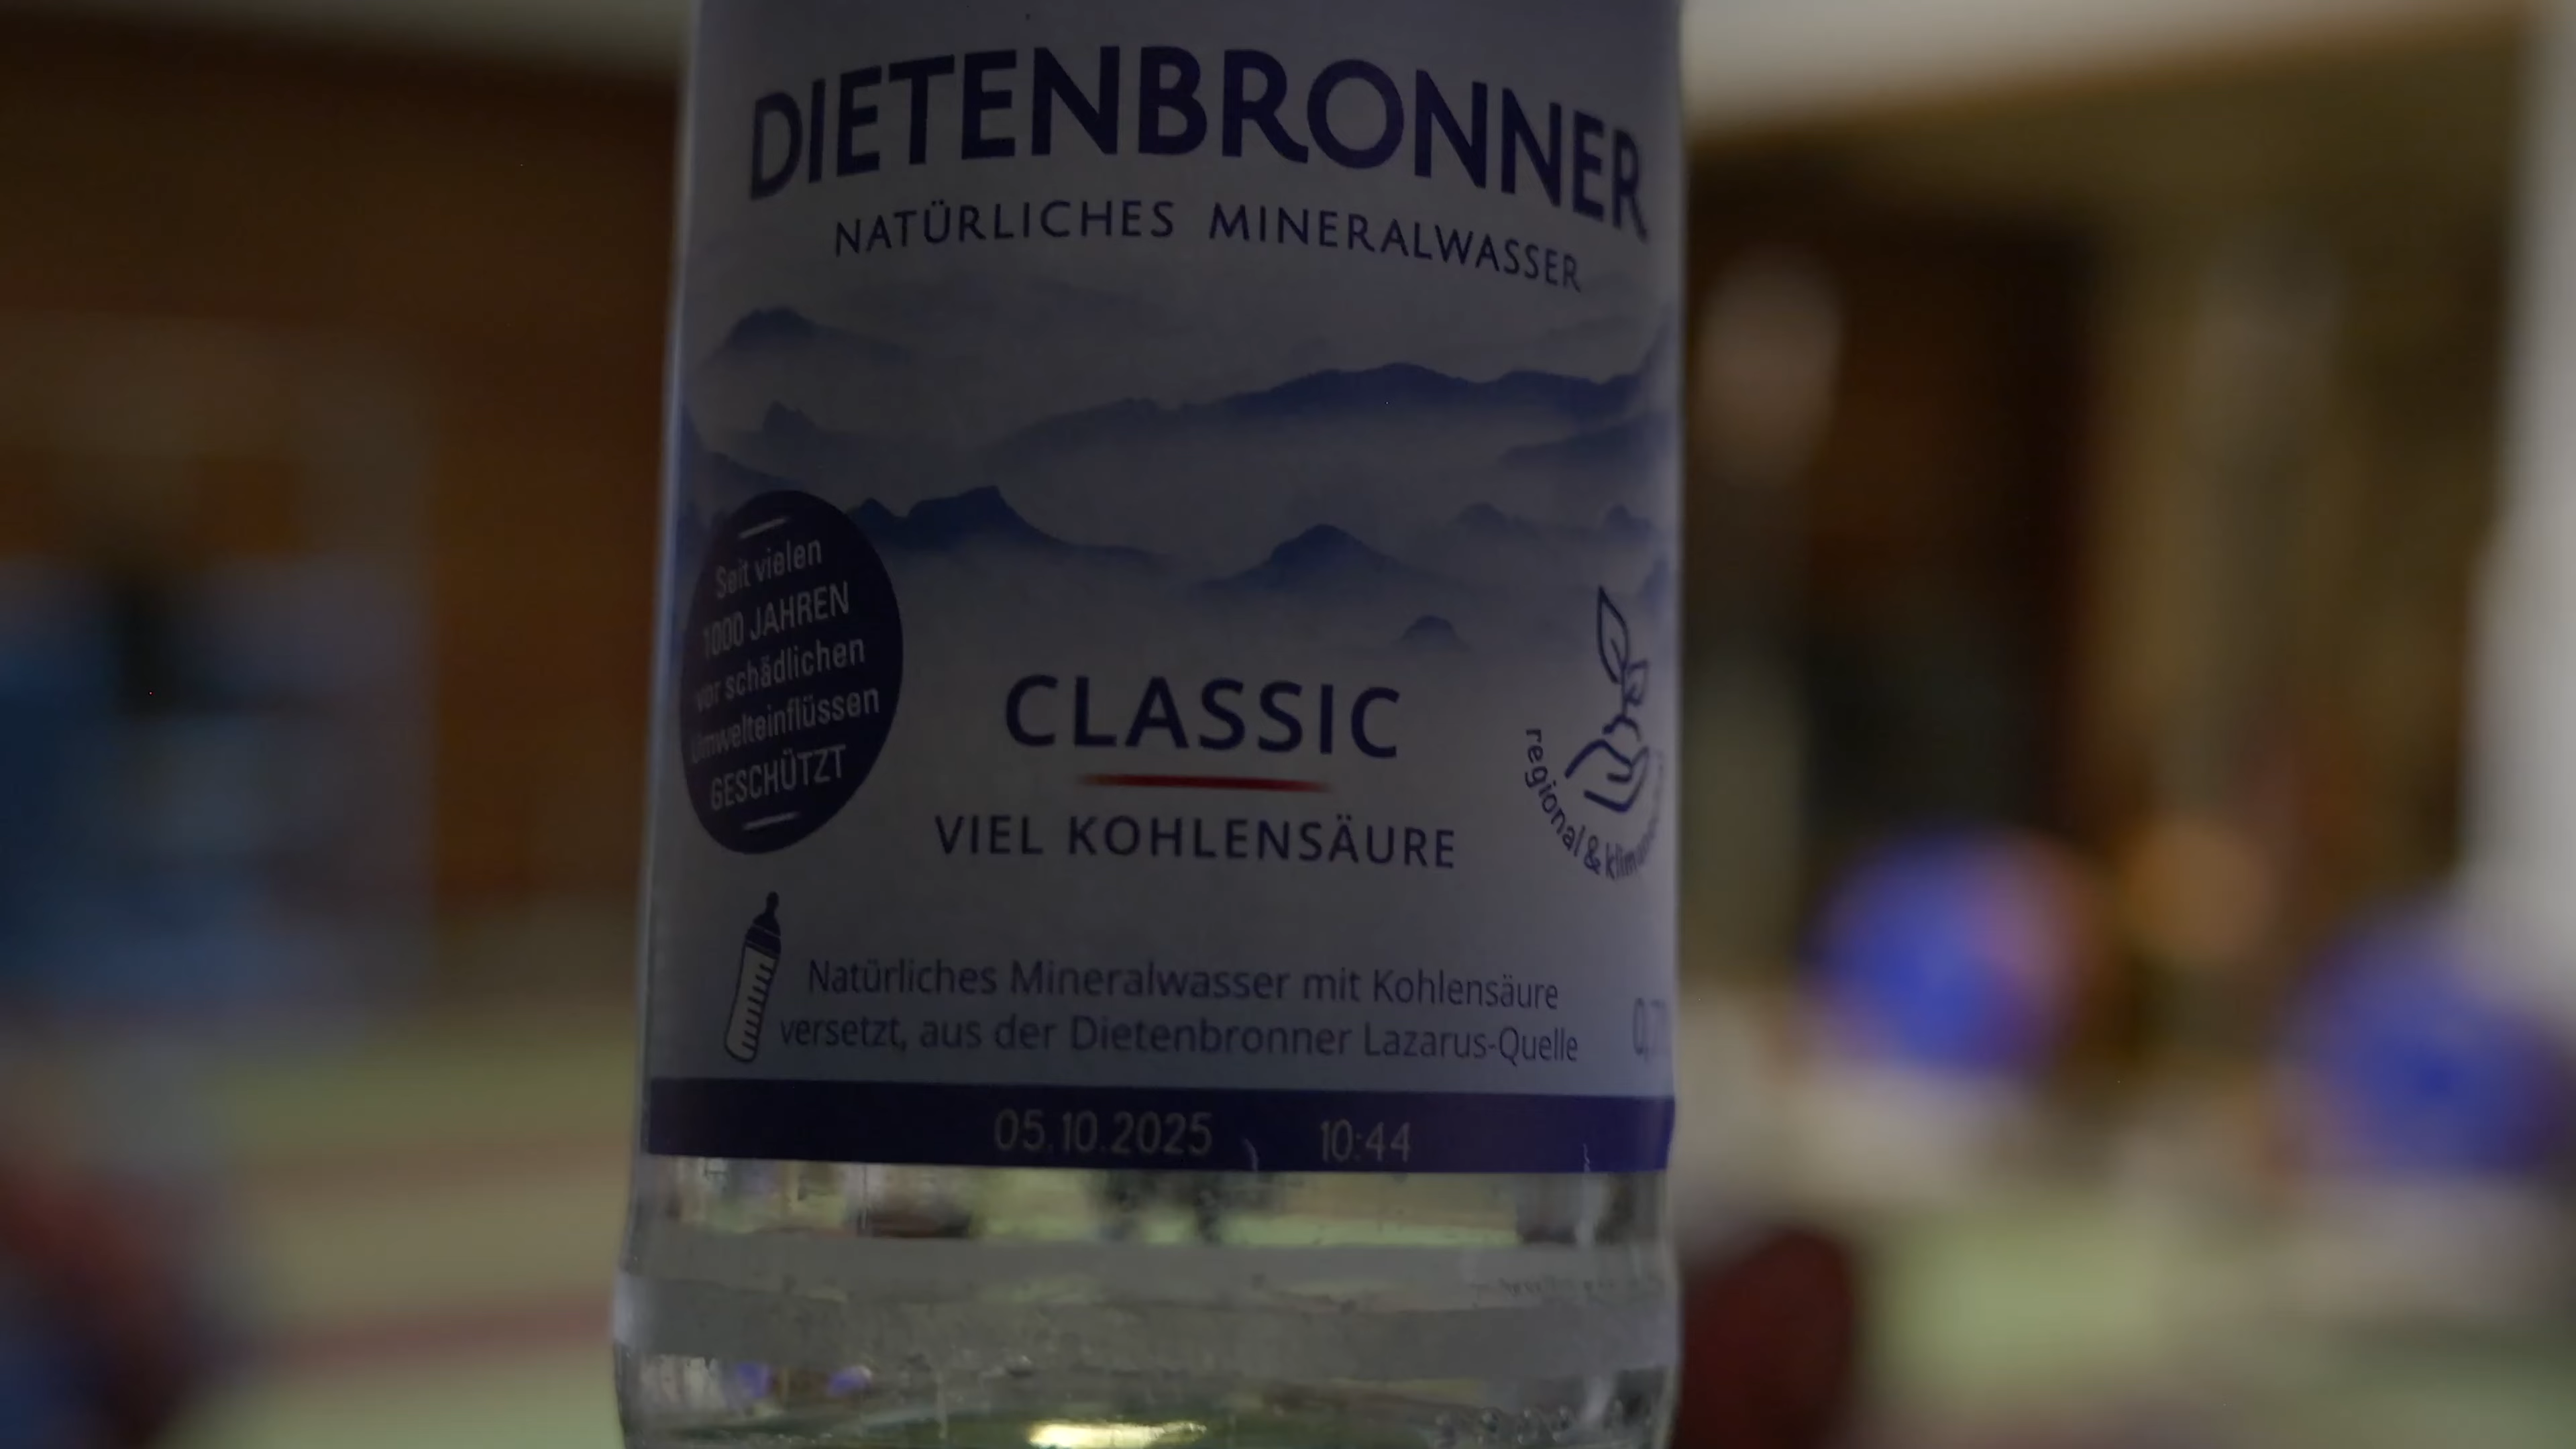 DIETENBRONNER
NATÜRLICHES MINERALWASSER
Seit vielen
1000 JAHREN
vor schädlichen
Umwelteinflüssen
GESCHÜTZT
CLASSIC
VIEL KOHLENSÄURE
regional &
Natürliches Mineralwasser mit Kohlensäure
versetzt, aus der Dietenbronner Lazarus-Quelle
05.10.2025 10:44